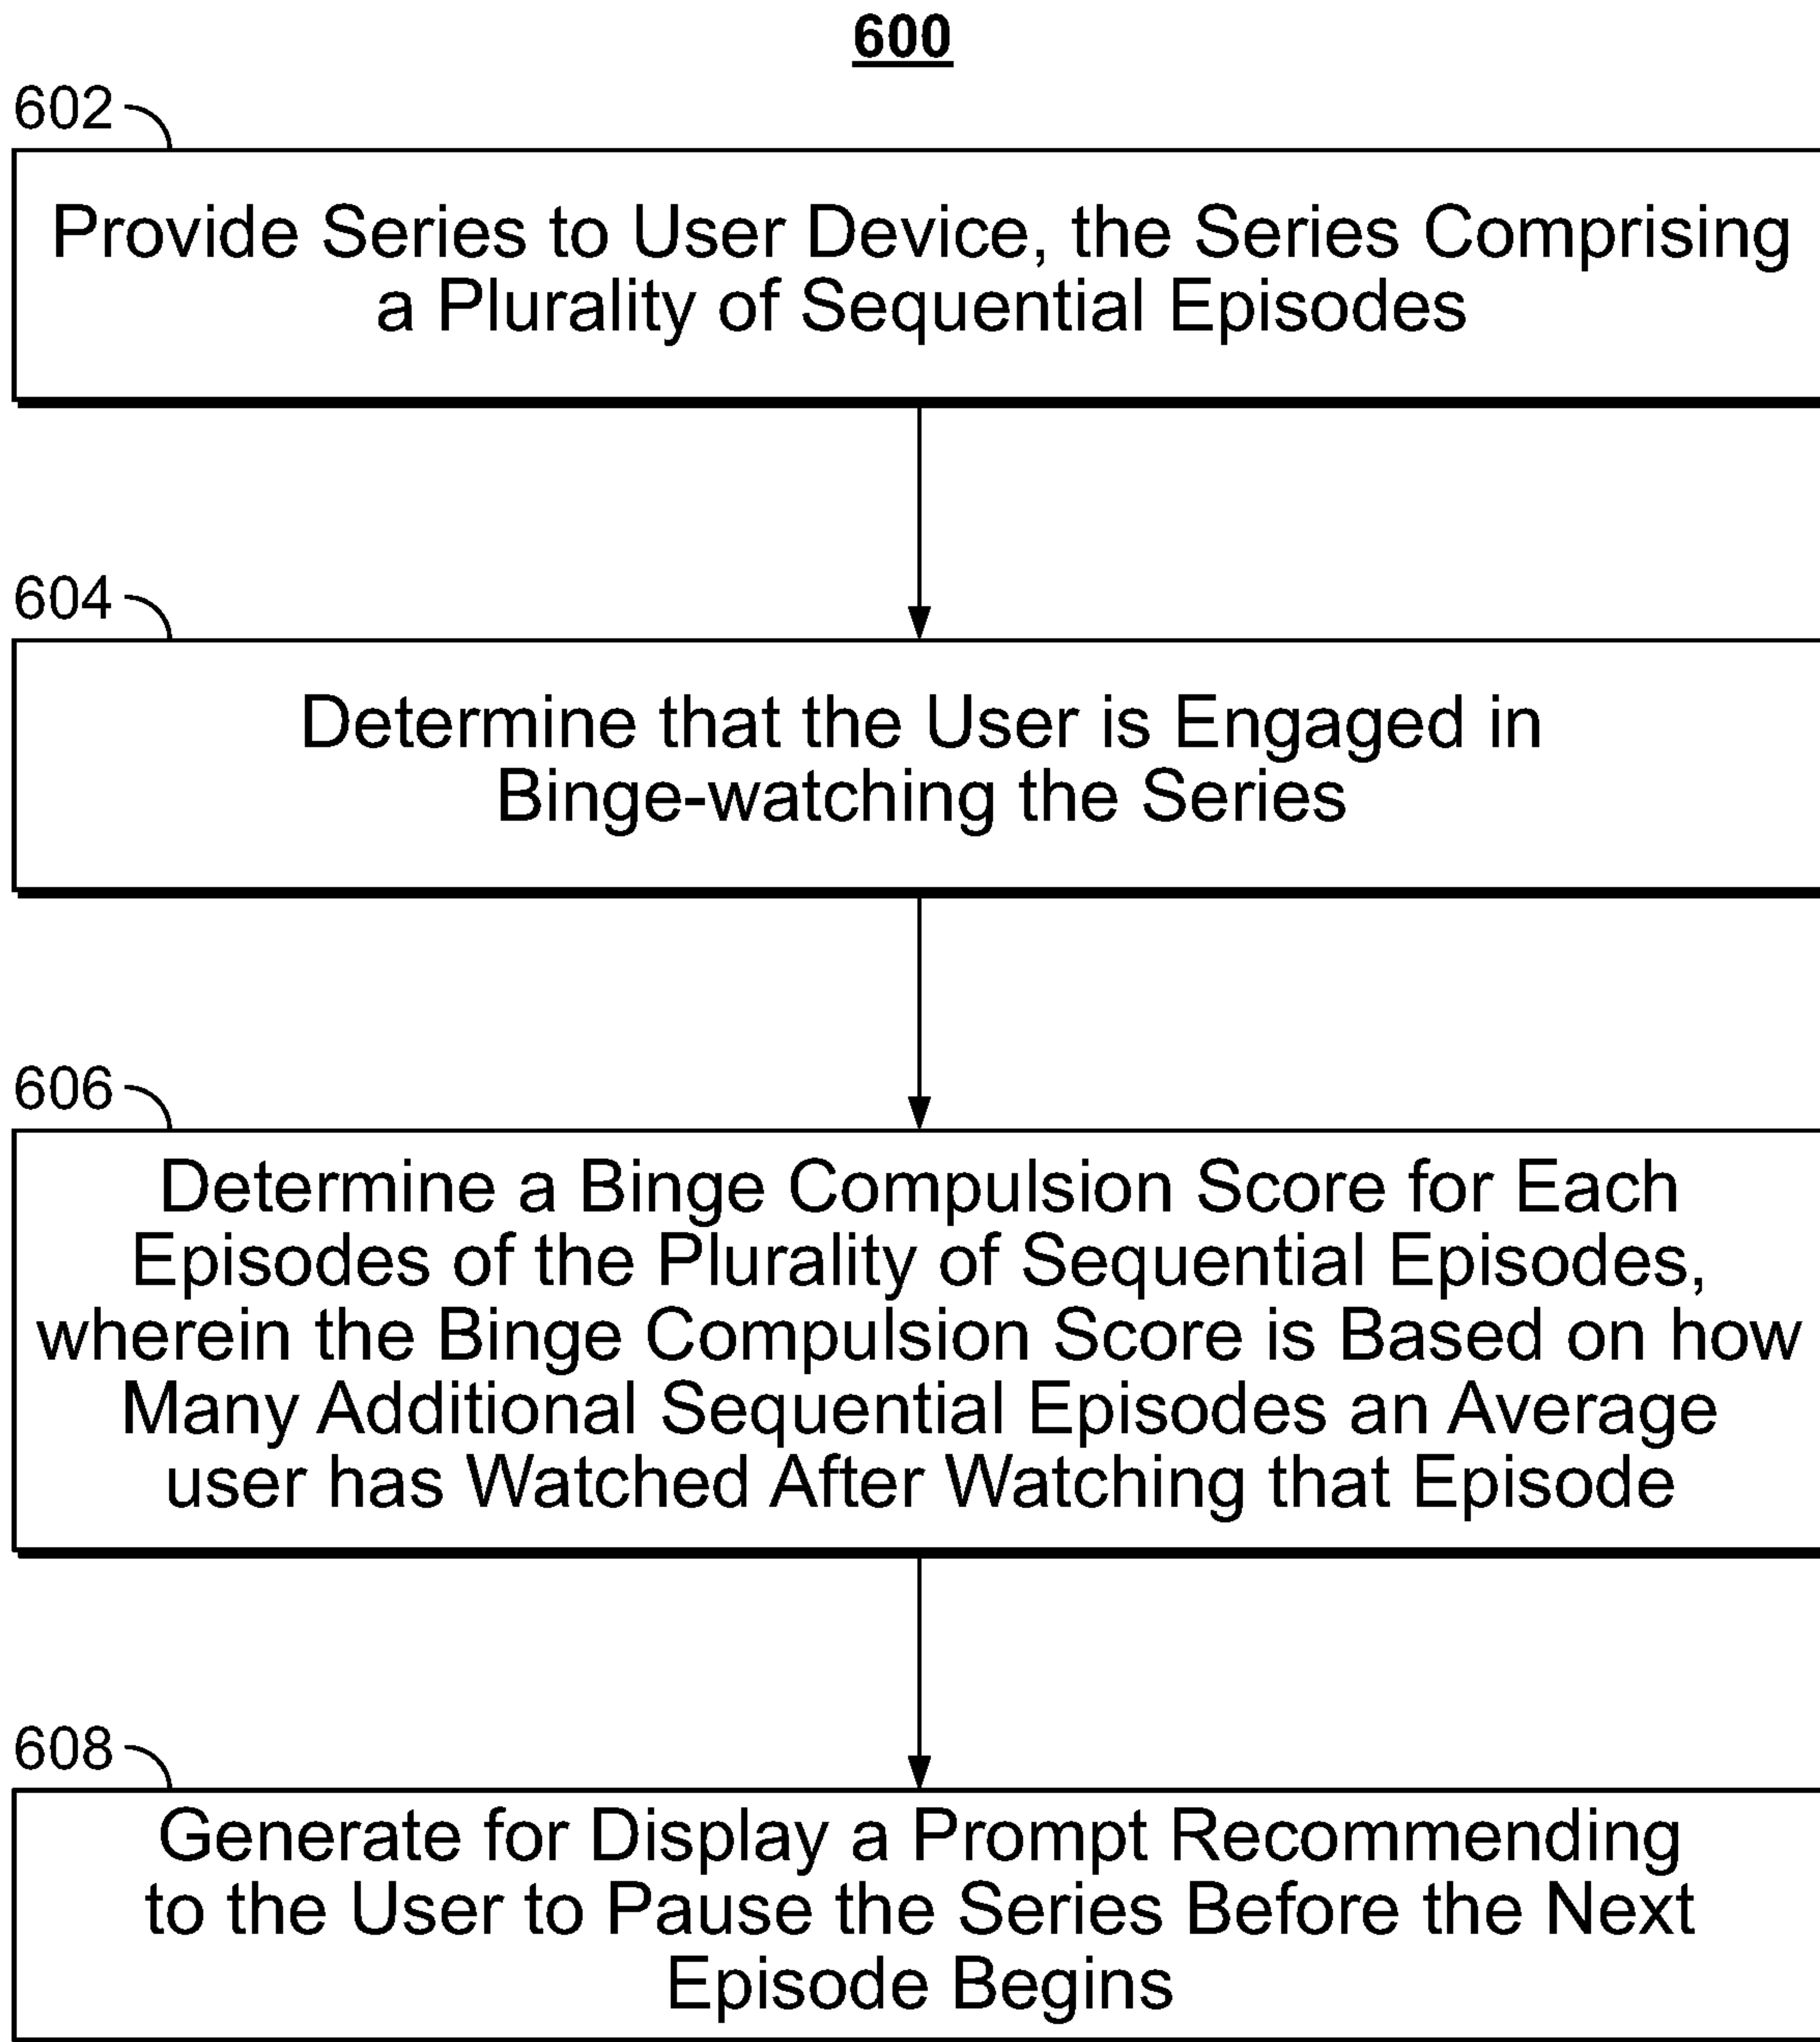 600
602
Provide Series to User Device, the Series Comprising
a Plurality of Sequential Episodes
604
Determine that the User is Engaged in
Binge-watching the Series
606
Determine a Binge Compulsion Score for Each
Episodes of the Plurality of Sequential Episodes,
wherein the Binge Compulsion Score is Based on how
Many Additional Sequential Episodes an Average
user has Watched After Watching that Episode
608
Generate for Display a Prompt Recommending
to the User to Pause the Series Before the Next
Episode Begins